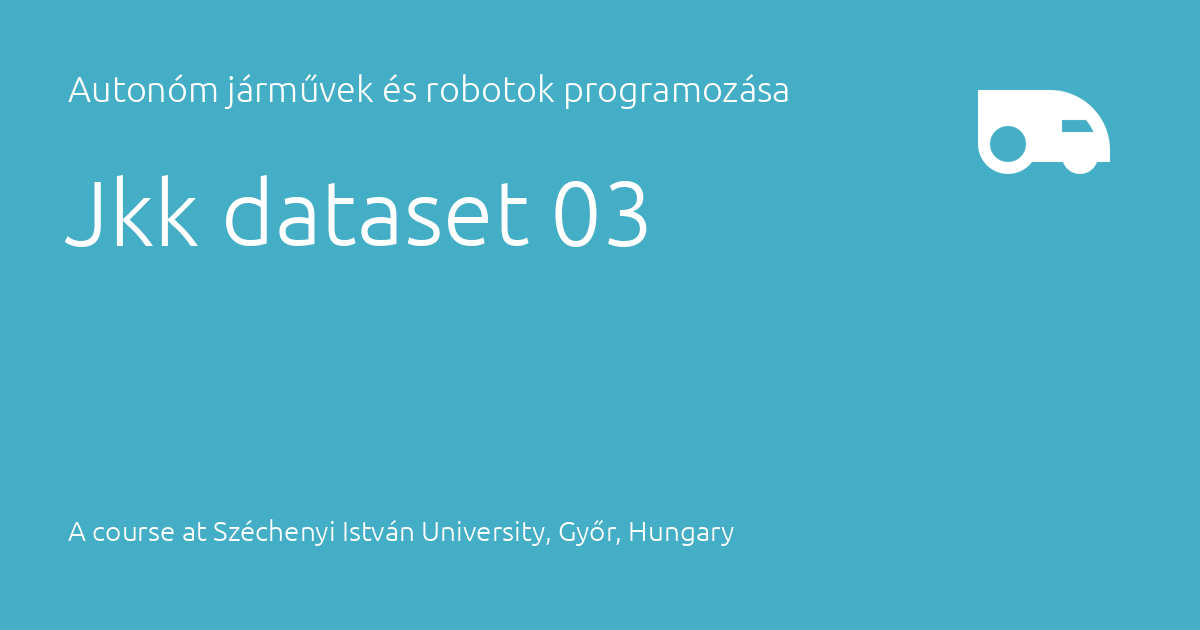 Autonóm járművek és robotok programozása
Jkk dataset 03
A course at Széchenyi István University, Győr, Hungary